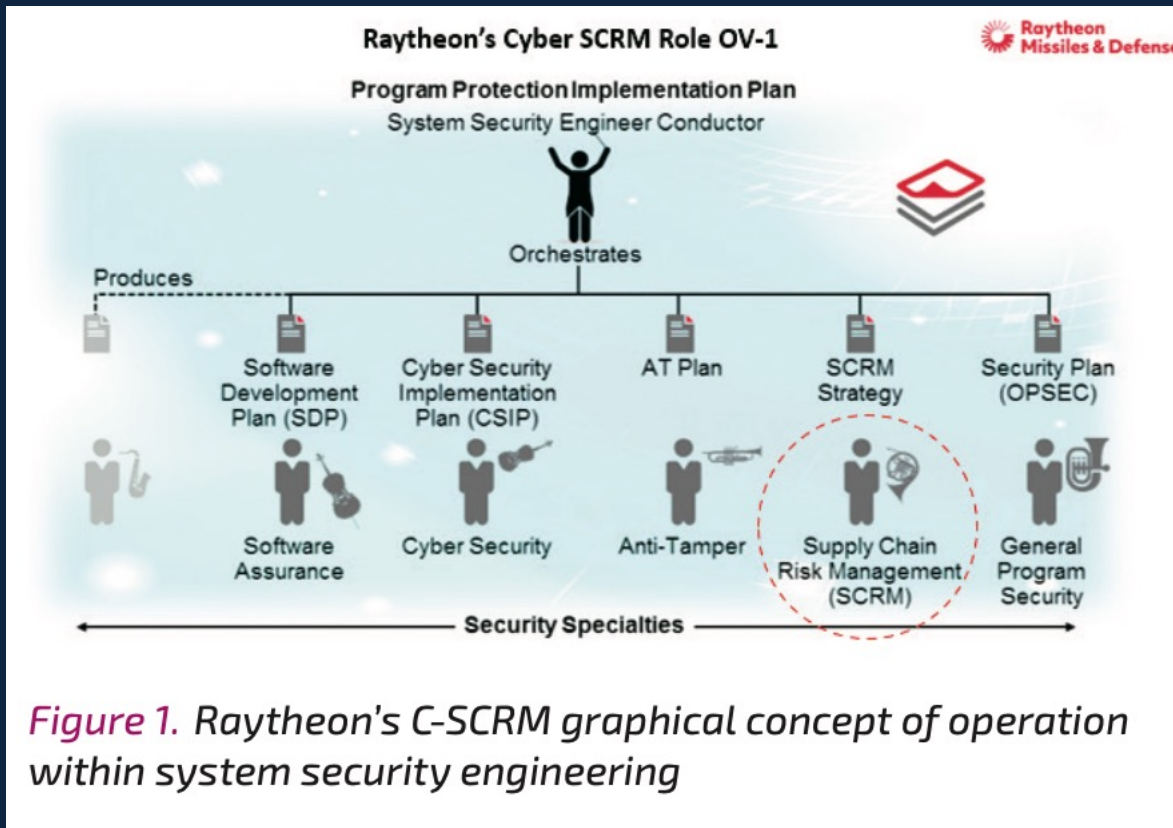 Raytheon's Cyber SCRM Role OV-1
Raytheon
Missiles & Defense
Program Protection Implementation Plan
System Security Engineer Conductor
Orchestrates
Produces
Software
Development
Plan (SDP)
Cyber Security
Implementation
Plan (CSIP)
AT Plan
SCRM
Strategy
Security Plan
(OPSEC)
Software
Assurance
Cyber Security
Anti-Tamper
Supply Chain
Risk Management
(SCRM)
General
Program
Security
Security Specialties
Figure 1. Raytheon's C-SCRM graphical concept of operation
within system security engineering